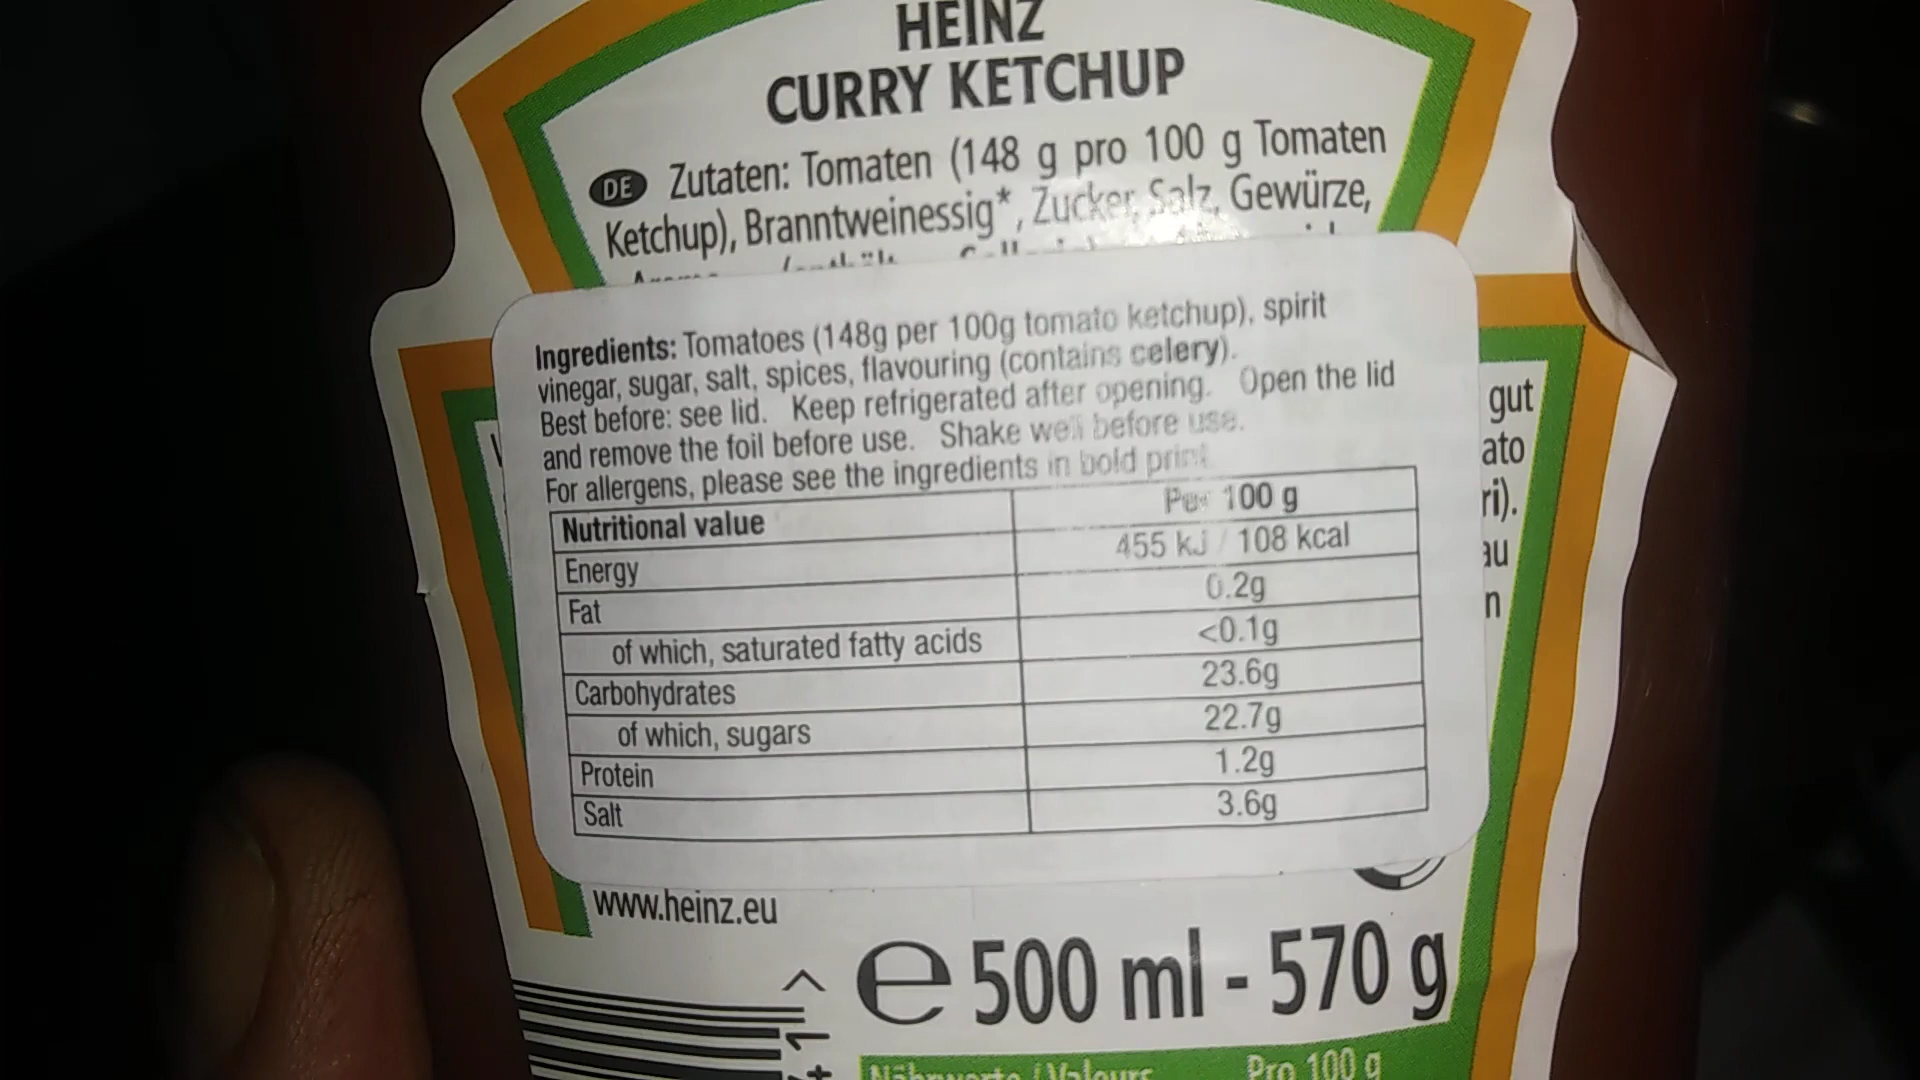 HEINZ
CURRY KETCHUP
DE Zutaten: Tomaten (148 g pro 100 g Tomaten
Ketchup), Branntweinessig*, Zucker, Salz, Gewürze,
Ingredients: Tomatoes (148g per 100g tomato ketchup), spirit
vinegar, sugar, salt, spices, flavouring (contains celery).
Best before: see lid. Keep refrigerated after opening. Open the lid
and remove the foil before use. Shake well before use.
For allergens, please see the ingredients in bold print
Nutritional value Per 100 g
Energy 455 kJ / 108 kcal
Fat 0.2g
of which, saturated fatty acids <0.1g
Carbohydrates 23.6g
of which, sugars 22.7g
Protein 1.2g
Salt 3.6g
gut
ato
ri).
au
n
www.heinz.eu
e 500 ml - 570 g
Nährwerte / Valeurs Pro 100 g